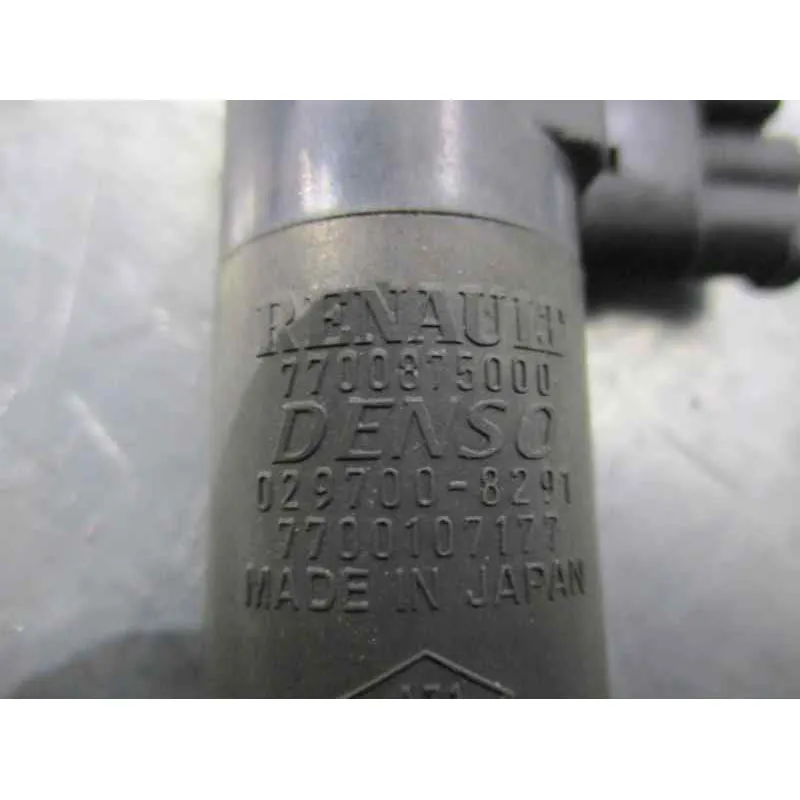 RENAULT
7700875000
DENSO
029700-8291
7700107177
MADE IN JAPAN